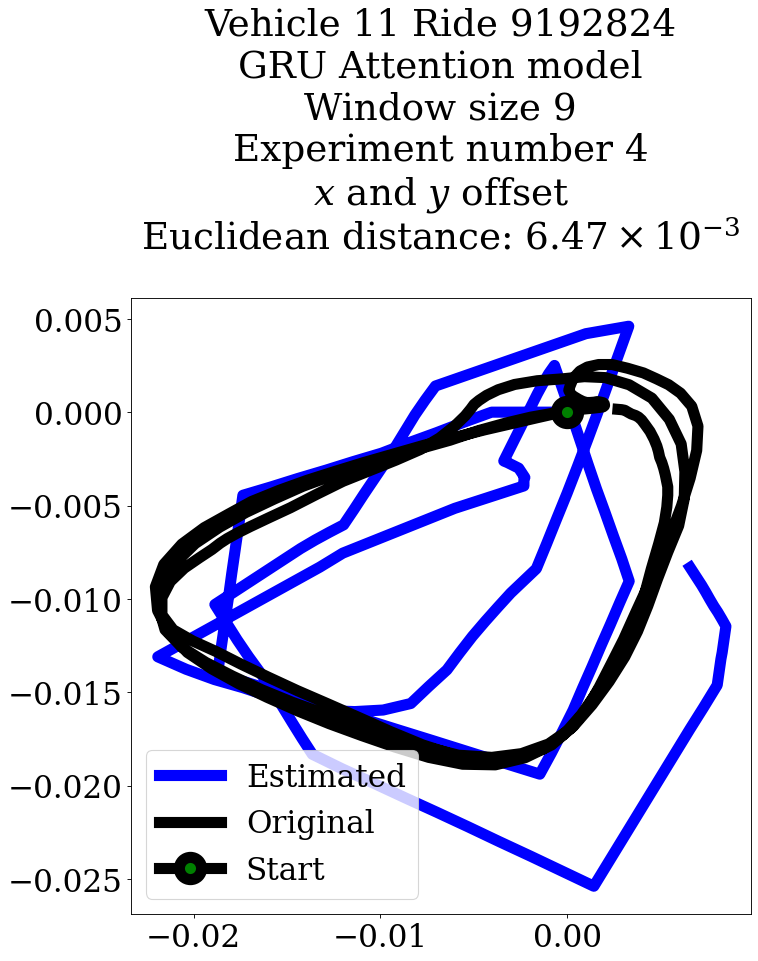 Vehicle 11 Ride 9192824
GRU Attention model
Window size 9
Experiment number 4
x and y offset
Euclidean distance: 6.47 × 10⁻³
0.005
0.000
−0.005
−0.010
−0.015
−0.020
−0.025
Estimated
Original
Start
−0.02 −0.01 0.00